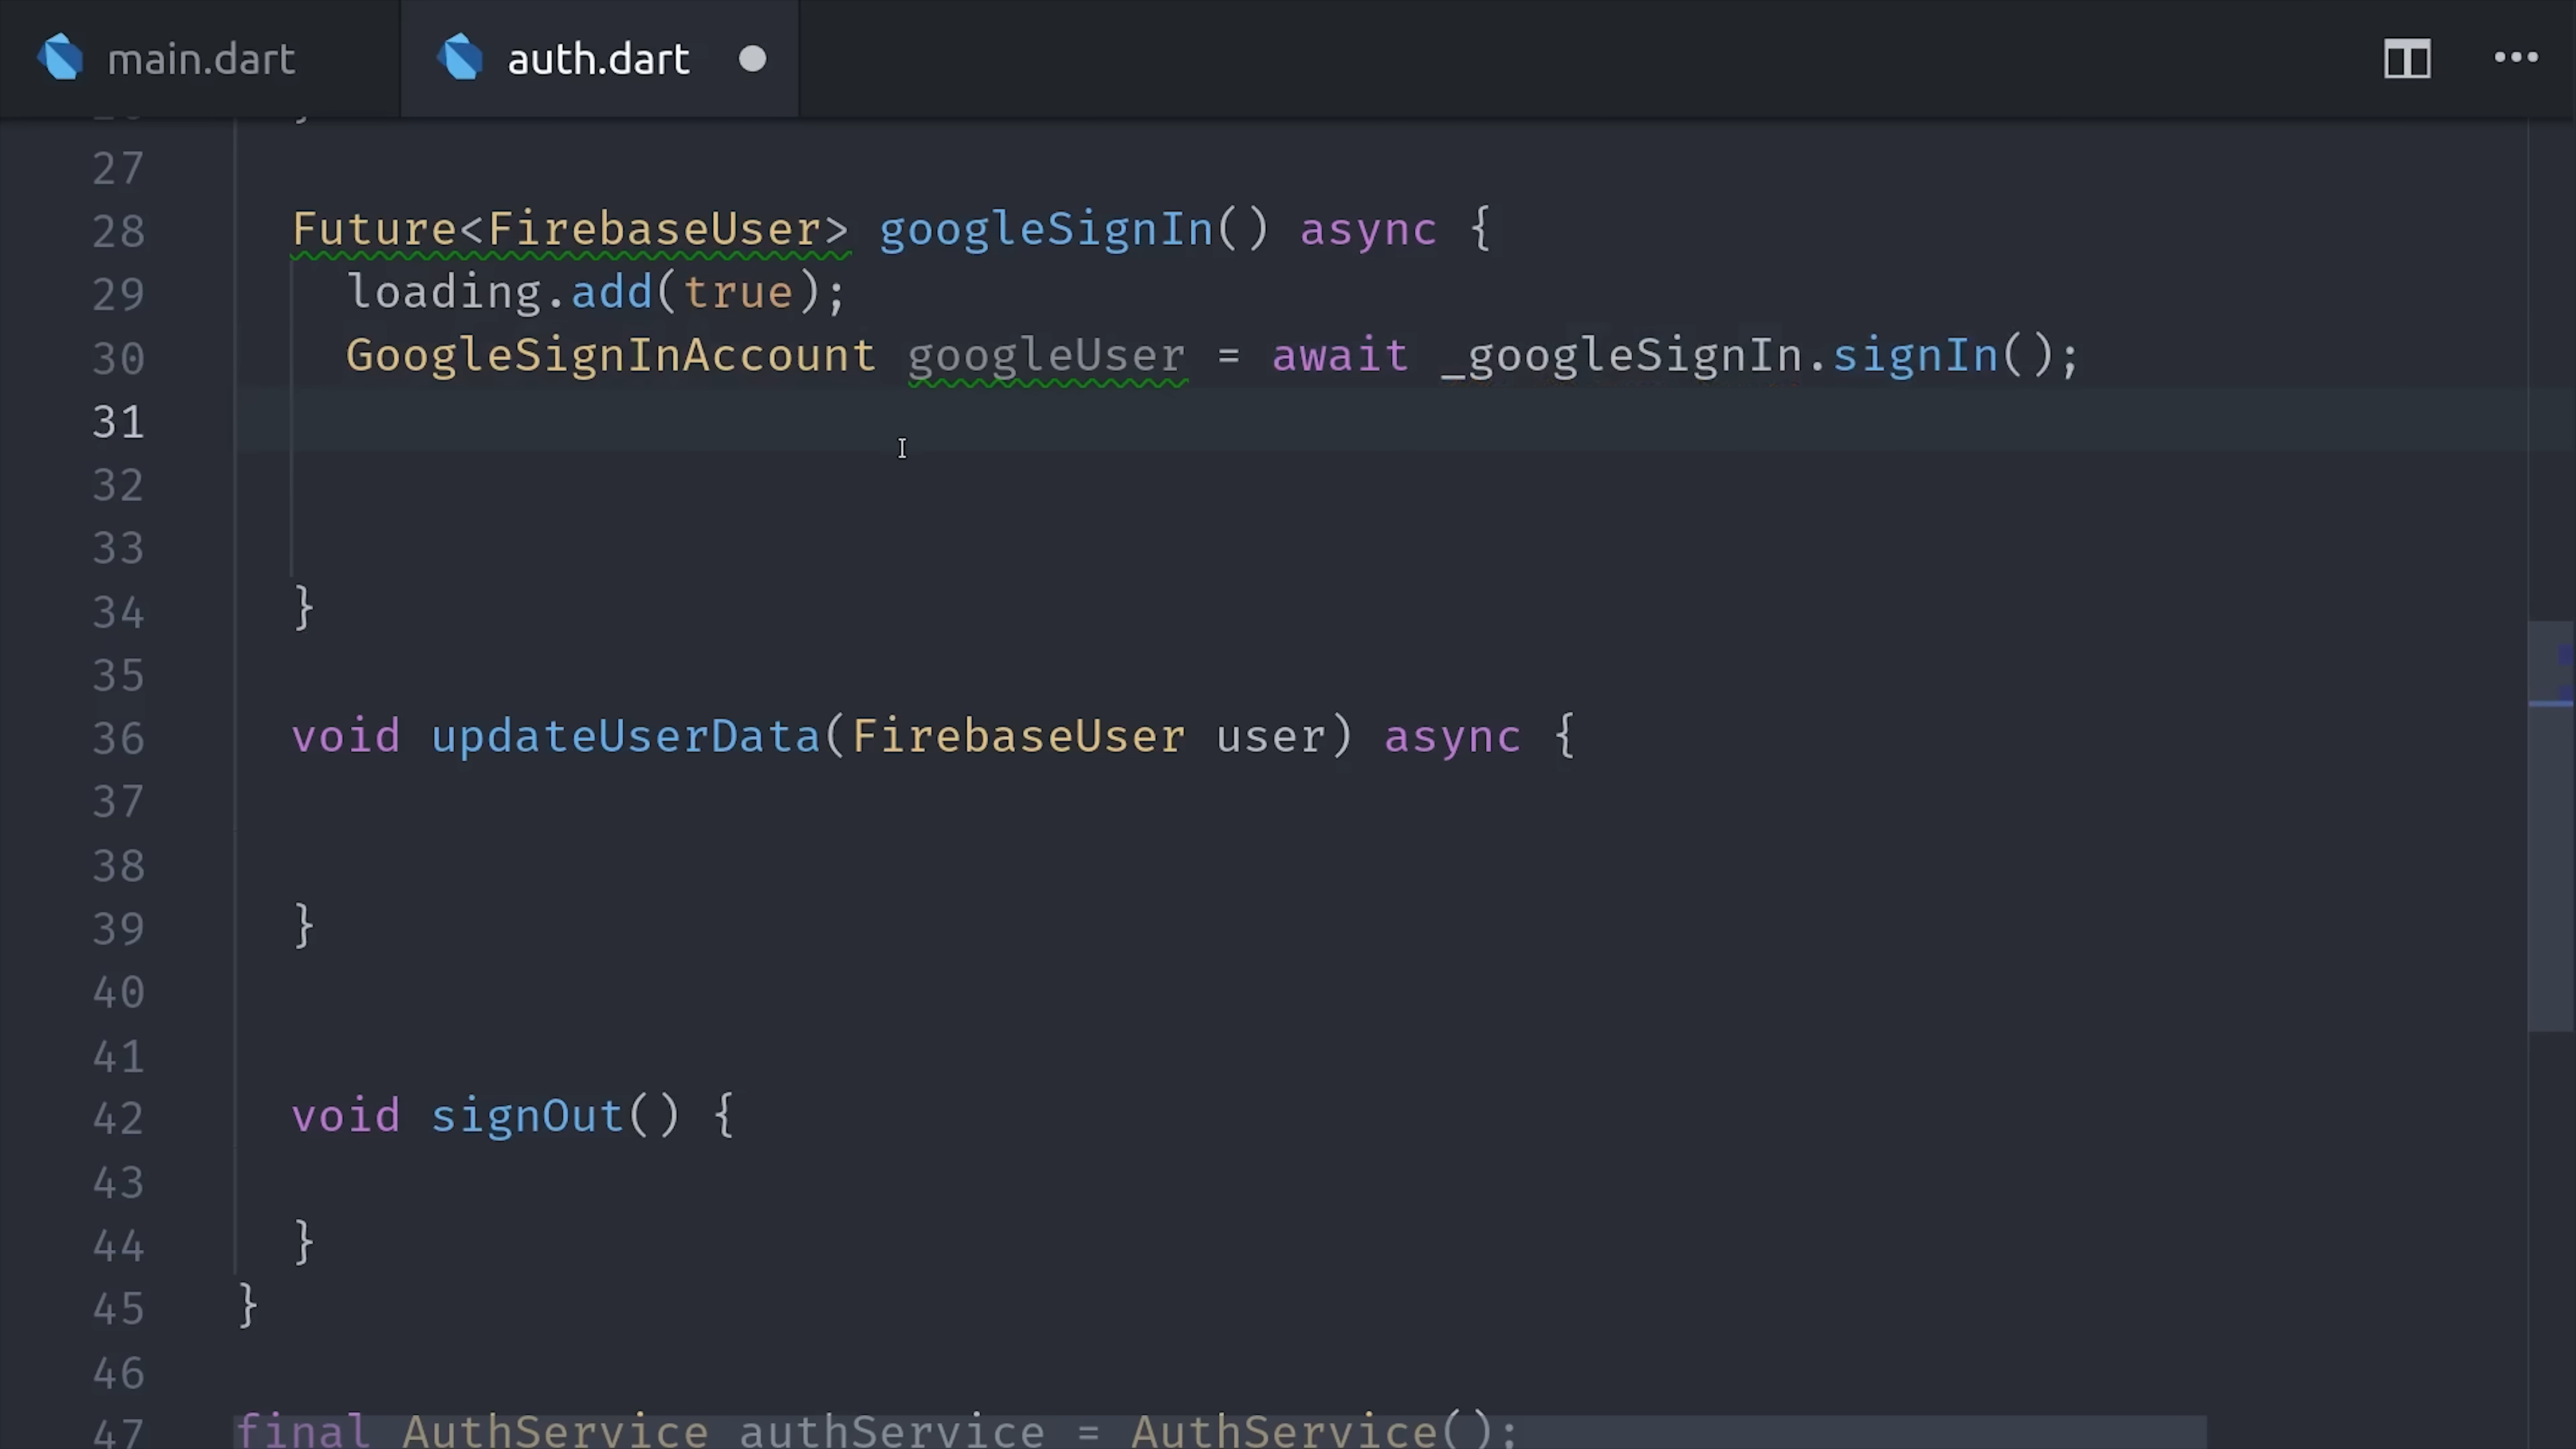 main.dart auth.dart
27
28 Future<FirebaseUser> googleSignIn() async {
29 loading.add(true);
30 GoogleSignInAccount googleUser = await _googleSignIn.signIn();
31
32
33
34 }
35
36 void updateUserData(FirebaseUser user) async {
37
38
39 }
40
41
42 void signOut() {
43
44 }
45 }
46
47 final AuthService authService = AuthService();